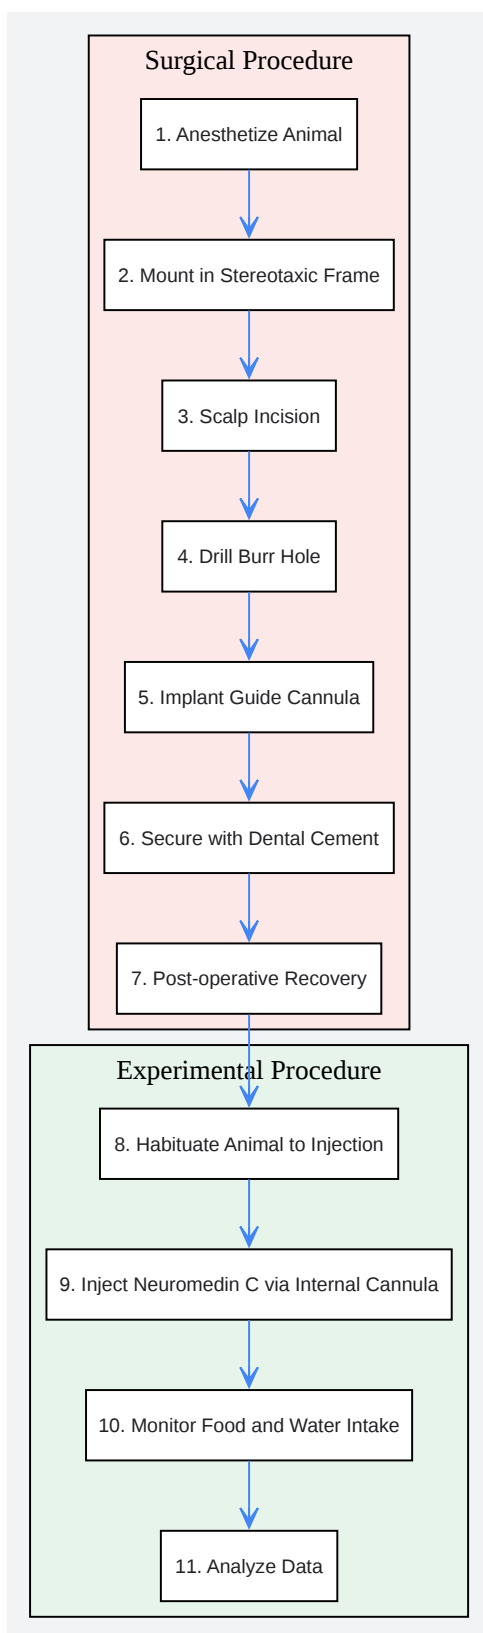 Surgical Procedure
1. Anesthetize Animal
2. Mount in Stereotaxic Frame
3. Scalp Incision
4. Drill Burr Hole
5. Implant Guide Cannula
6. Secure with Dental Cement
7. Post-operative Recovery
Experimental Procedure
8. Habituate Animal to Injection
9. Inject Neuromedin C via Internal Cannula
10. Monitor Food and Water Intake
11. Analyze Data